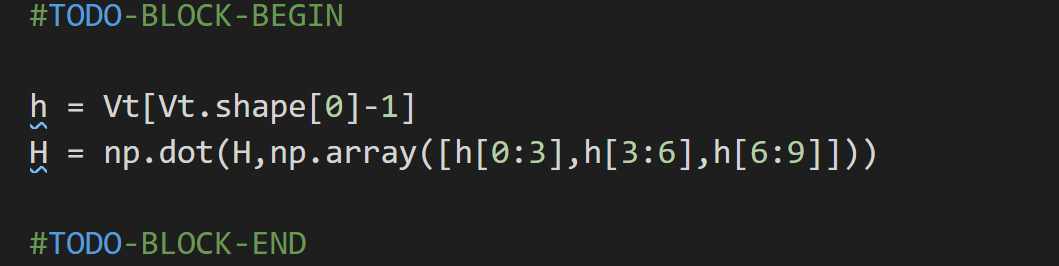 #TODO-BLOCK-BEGIN
h = Vt[Vt.shape[0]-1]
H = np.dot(H,np.array([h[0:3],h[3:6],h[6:9]]))
#TODO-BLOCK-END